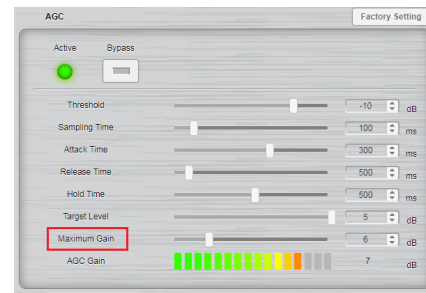 AGC Factory Setting
Active Bypass
Threshold -10 dB
Sampling Time 100 ms
Attack Time 300 ms
Release Time 500 ms
Hold Time 500 ms
Target Level 5 dB
Maximum Gain 6 dB
AGC Gain 7 dB